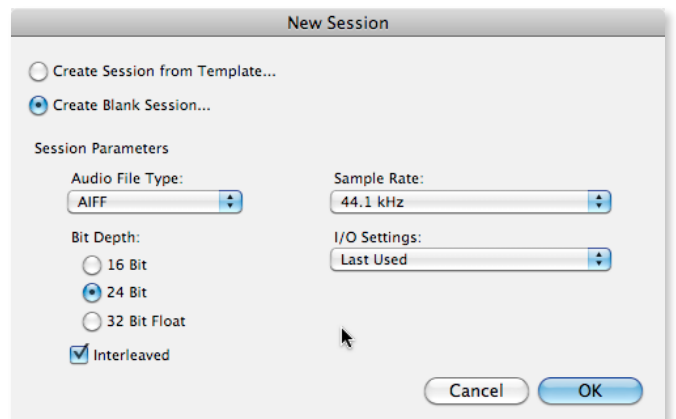 New Session
Create Session from Template...
Create Blank Session...
Session Parameters
Audio File Type:
AIFF
Sample Rate:
44.1 kHz
Bit Depth:
16 Bit
24 Bit
32 Bit Float
I/O Settings:
Last Used
Interleaved
Cancel
OK